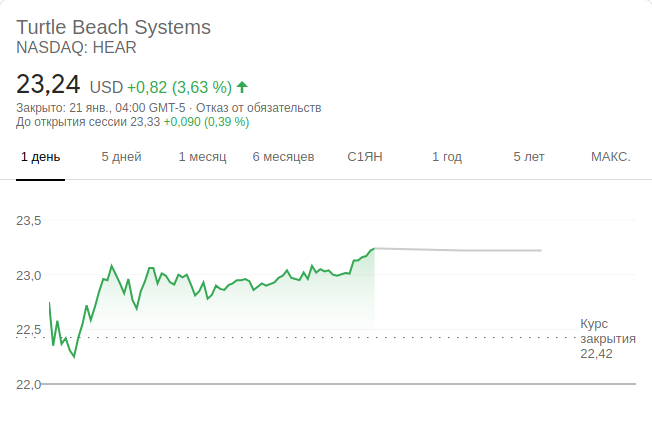 Turtle Beach Systems
NASDAQ: HEAR
23,24 USD +0,82 (3,63 %)
Закрыто: 21 янв., 04:00 GMT-5 · Отказ от обязательств
До открытия сессии 23,33 +0,090 (0,39 %)
1 день 5 дней 1 месяц 6 месяцев С1ЯН 1 год 5 лет МАКС.
23,5
23,0
22,5
Курс
закрытия
22,42
22,0